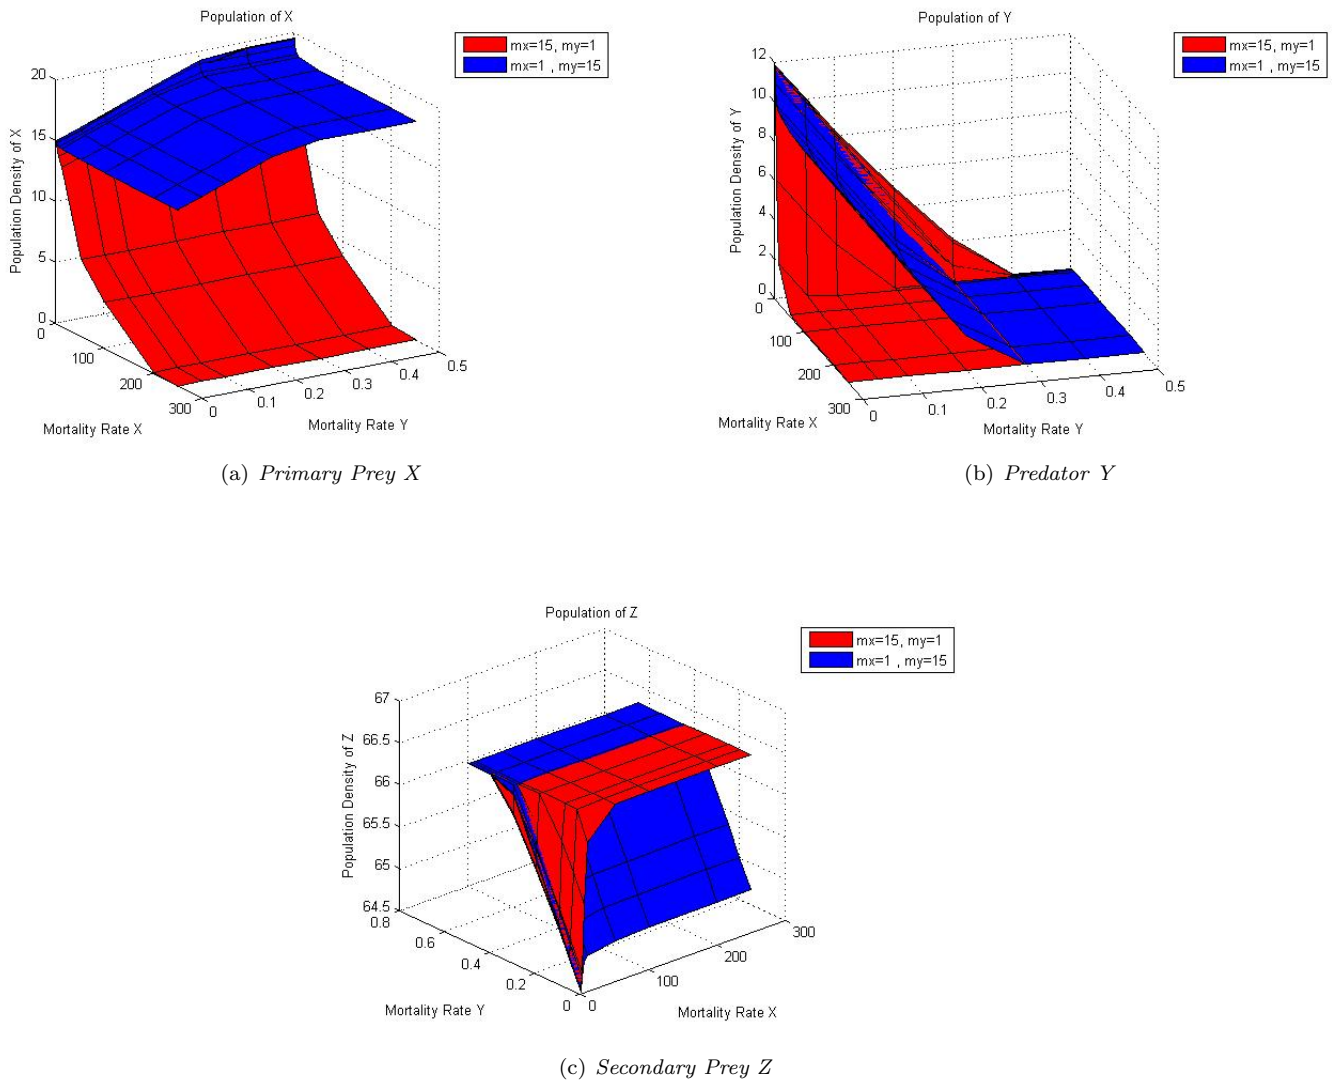 Population of X
mx=15, my=1
mx=1 , my=15
20
15
10
5
0
Population Density of X
0
100
200
300
Mortality Rate X
0
0.1
0.2
0.3
0.4
0.5
Mortality Rate Y
(a) Primary Prey X
Population of Y
mx=15, my=1
mx=1 , my=15
12
10
8
6
4
2
0
Population Density of Y
0
100
200
300
Mortality Rate X
0
0.1
0.2
0.3
0.4
0.5
Mortality Rate Y
(b) Predator Y
Population of Z
mx=15, my=1
mx=1 , my=15
67
66.5
66
65.5
65
64.5
Population Density of Z
0.8
0.6
0.4
0.2
0
Mortality Rate Y
0
100
200
300
Mortality Rate X
(c) Secondary Prey Z